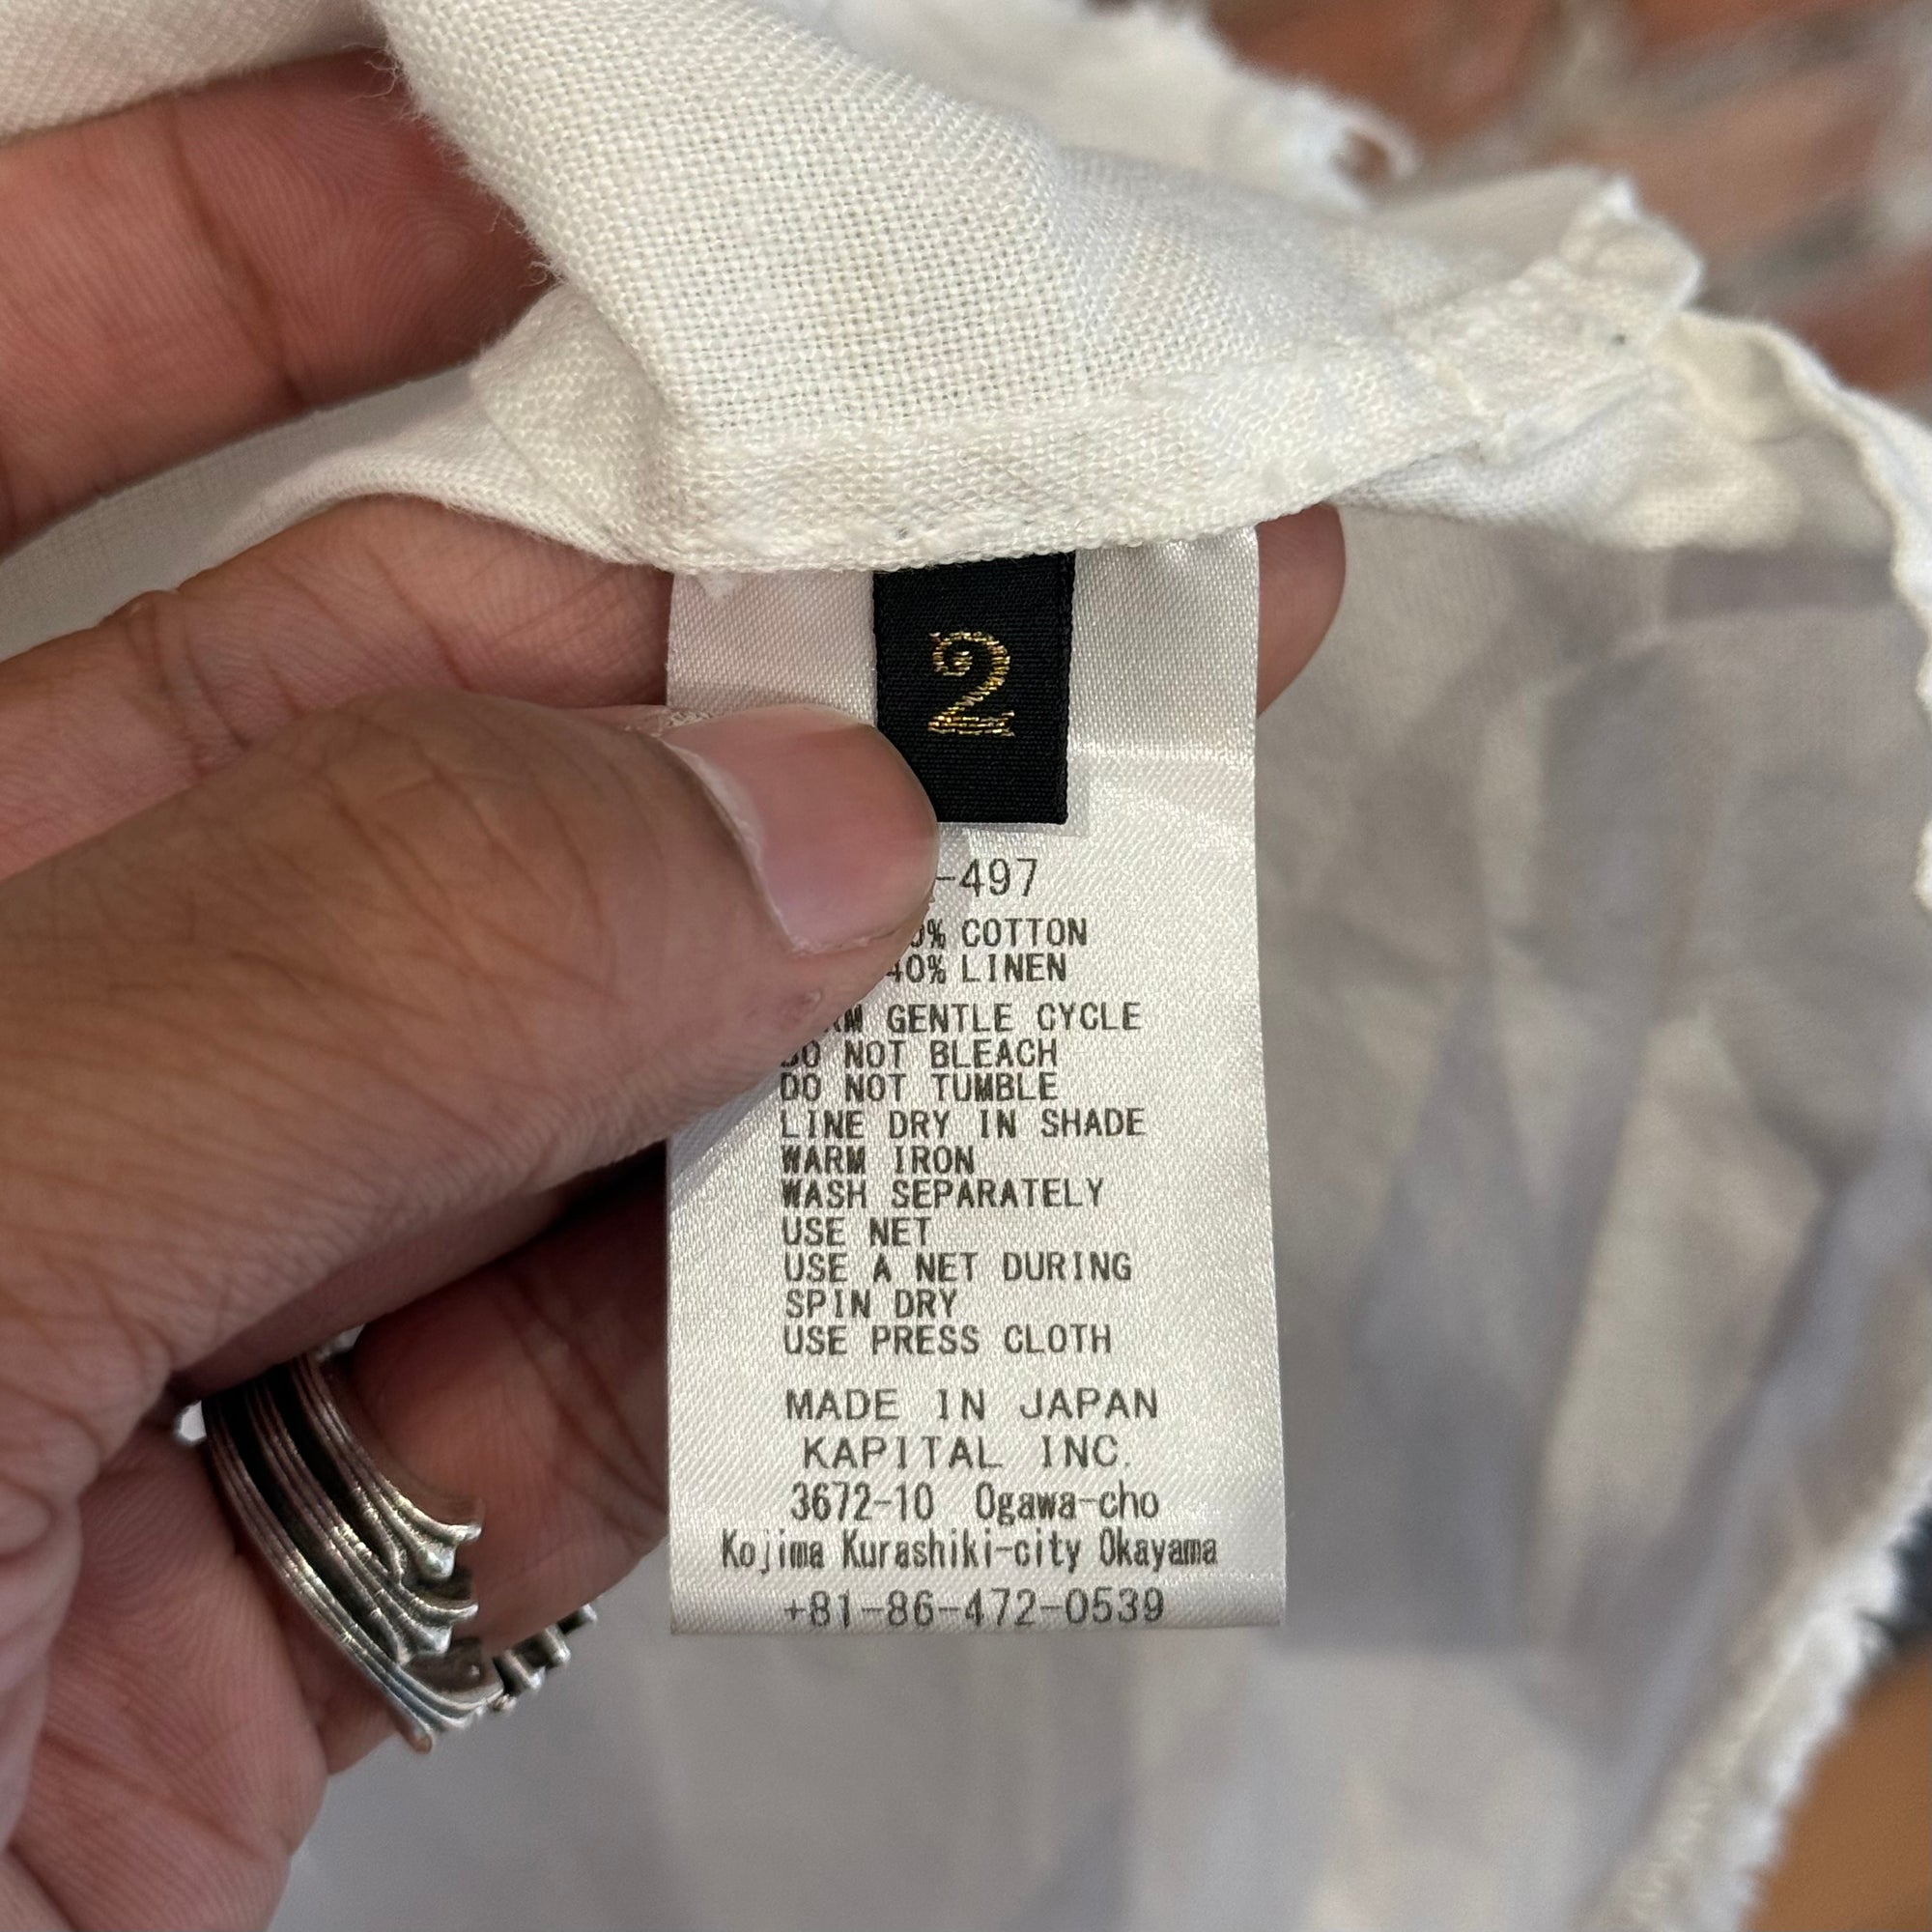 2
-497
% COTTON
40% LINEN
GENTLE CYCLE
DO NOT BLEACH
DO NOT TUMBLE
LINE DRY IN SHADE
WARM IRON
WASH SEPARATELY
USE NET
USE A NET DURING
SPIN DRY
USE PRESS CLOTH
MADE IN JAPAN
KAPITAL INC.
3672-10 Ogawa-cho
Kojima Kurashiki-city Okayama
+81-86-472-0539